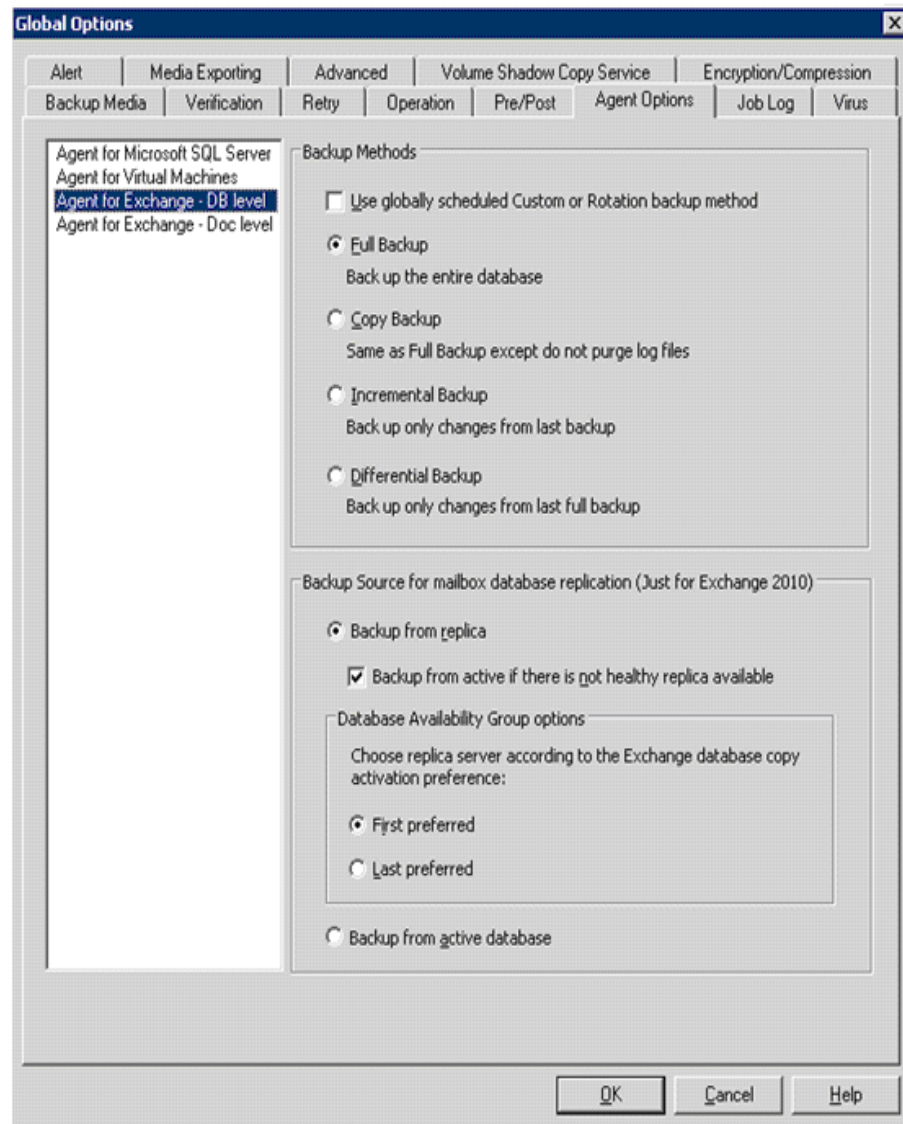 Global Options
Alert
Media Exporting
Advanced
Volume Shadow Copy Service
Encryption/Compression
Backup Media
Verification
Retry
Operation
Pre/Post
Agent Options
Job Log
Virus
Agent for Microsoft SQL Server
Agent for Virtual Machines
Agent for Exchange - DB level
Agent for Exchange - Doc level
Backup Methods
Use globally scheduled Custom or Rotation backup method
Full Backup
Back up the entire database
Copy Backup
Same as Full Backup except do not purge log files
Incremental Backup
Back up only changes from last backup
Differential Backup
Back up only changes from last full backup
Backup Source for mailbox database replication (Just for Exchange 2010)
Backup from replica
Backup from active if there is not healthy replica available
Database Availability Group options
Choose replica server according to the Exchange database copy
activation preference:
First preferred
Last preferred
Backup from active database
OK
Cancel
Help